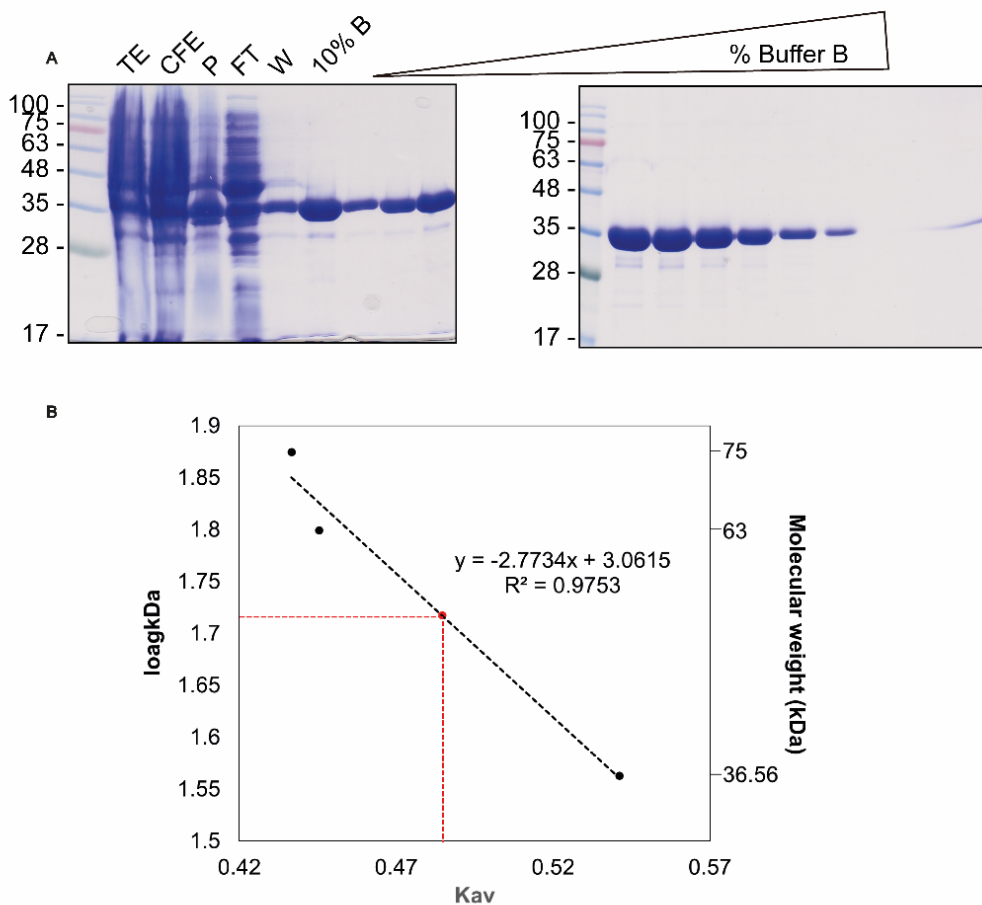 A
TE CFE P FT W 10% B
% Buffer B
100 -
75 -
63 -
48 -
35 -
28 -
17 -
100 -
75 -
63 -
48 -
35 -
28 -
17 -
B
1.9
1.85
1.8
1.75
1.7
1.65
1.6
1.55
1.5
loagkDa
y = -2.7734x + 3.0615
R² = 0.9753
75
63
36.56
Molecular weight (kDa)
0.42 0.47 0.52 0.57
Kav